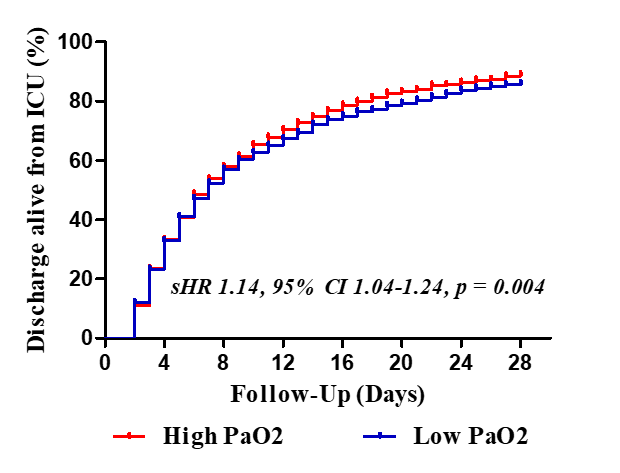 Discharge alive from ICU (%)
100
80
60
40
20
0
sHR 1.14, 95% CI 1.04-1.24, p = 0.004
0 4 8 12 16 20 24 28
Follow-Up (Days)
High PaO2 Low PaO2